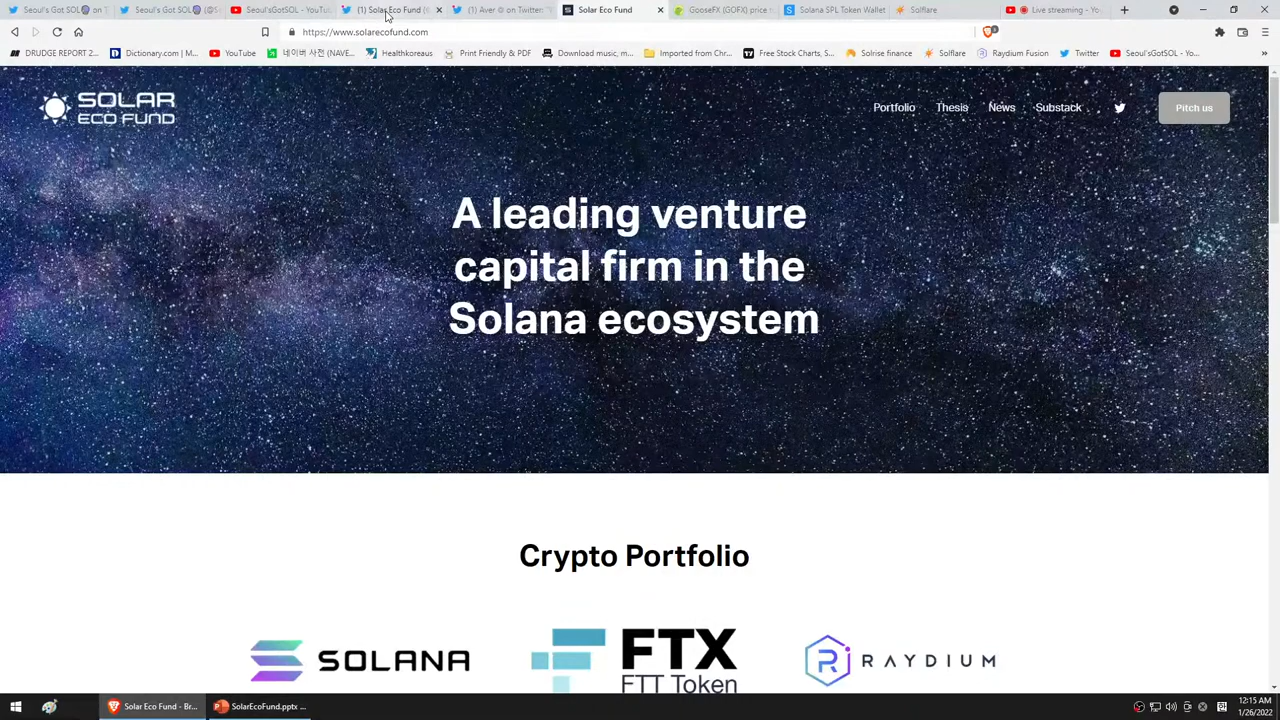 Seoul's Got SOL on T
Seoul's Got SOL (@S
Seoul'sGotSOL - YouTu
(1) Solar Eco Fund (
(1) Aver @ on Twitter: "
Solar Eco Fund
GooseFX (GOFX) price
Solana SPL Token Wallet
Solflare
Live streaming - Yo
https://www.solarecofund.com
DRUDGE REPORT 2...
Dictionary.com | M...
YouTube
네이버 사전 (NAVE...
Healthkoreaus
Print Friendly & PDF
Download music, m...
Imported from Chr...
Free Stock Charts, S...
Solrise finance
Solflare
Raydium Fusion
Twitter
Seoul'sGotSOL - Yo...
SOLAR
ECO FUND
Portfolio
Thesis
News
Substack
Pitch us
A leading venture
capital firm in the
Solana ecosystem
Crypto Portfolio
SOLANA
FTX
FTT Token
RAYDIUM
Solar Eco Fund - Br...
SolarEcoFund.pptx ...
12:15 AM
1/26/2022